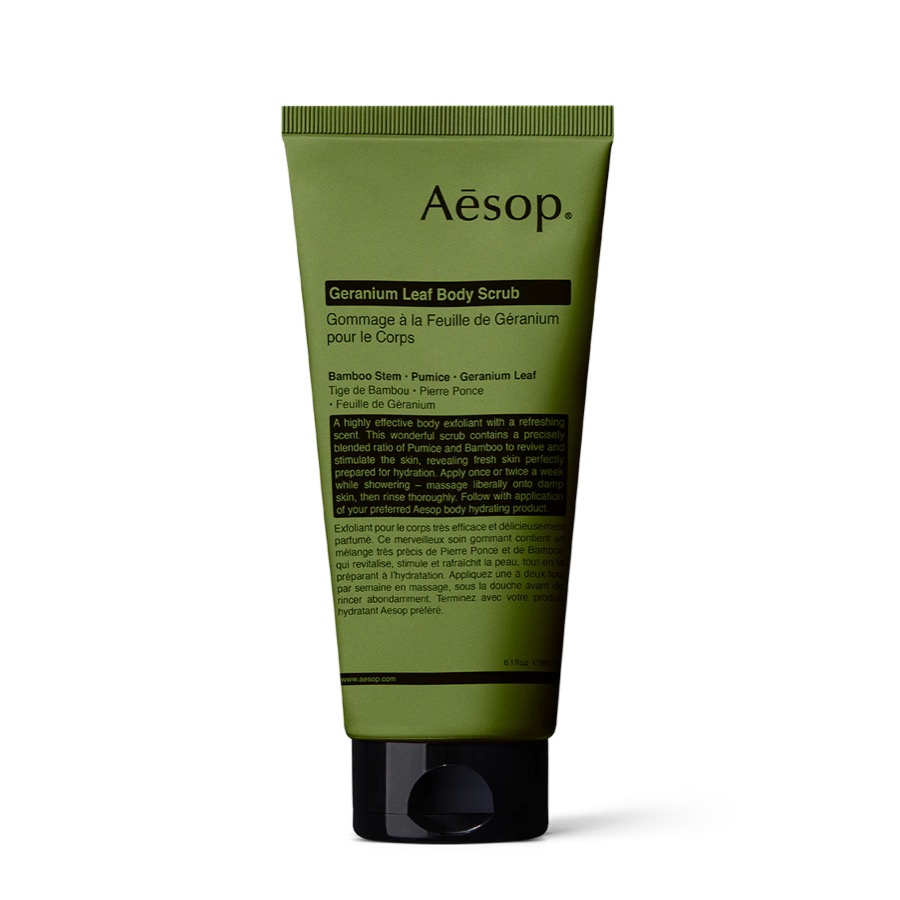 Aēsop®
Geranium Leaf Body Scrub
Gommage à la Feuille de Géranium
pour le Corps
Bamboo Stem · Pumice · Geranium Leaf
Tige de Bambou · Pierre Ponce
· Feuille de Géranium
A highly effective body exfoliant with a refreshing
scent. This wonderful scrub contains a precisely
blended ratio of Pumice and Bamboo to revive and
stimulate the skin, revealing fresh skin perfectly
prepared for hydration. Apply once or twice a week
while showering – massage liberally onto damp
skin, then rinse thoroughly. Follow with application
of your preferred Aesop body hydrating product.
Exfoliant pour le corps très efficace et délicieusement
parfumé. Ce merveilleux soin gommant contient un
mélange très précis de Pierre Ponce et de Bambou
qui revitalise, stimule et rafraîchit la peau, tout en la
préparant à l'hydratation. Appliquez une à deux fois
par semaine en massage, sous la douche avant de
rincer abondamment. Terminez avec votre produit
hydratant Aesop préféré.
6.1 fl oz
www.aesop.com